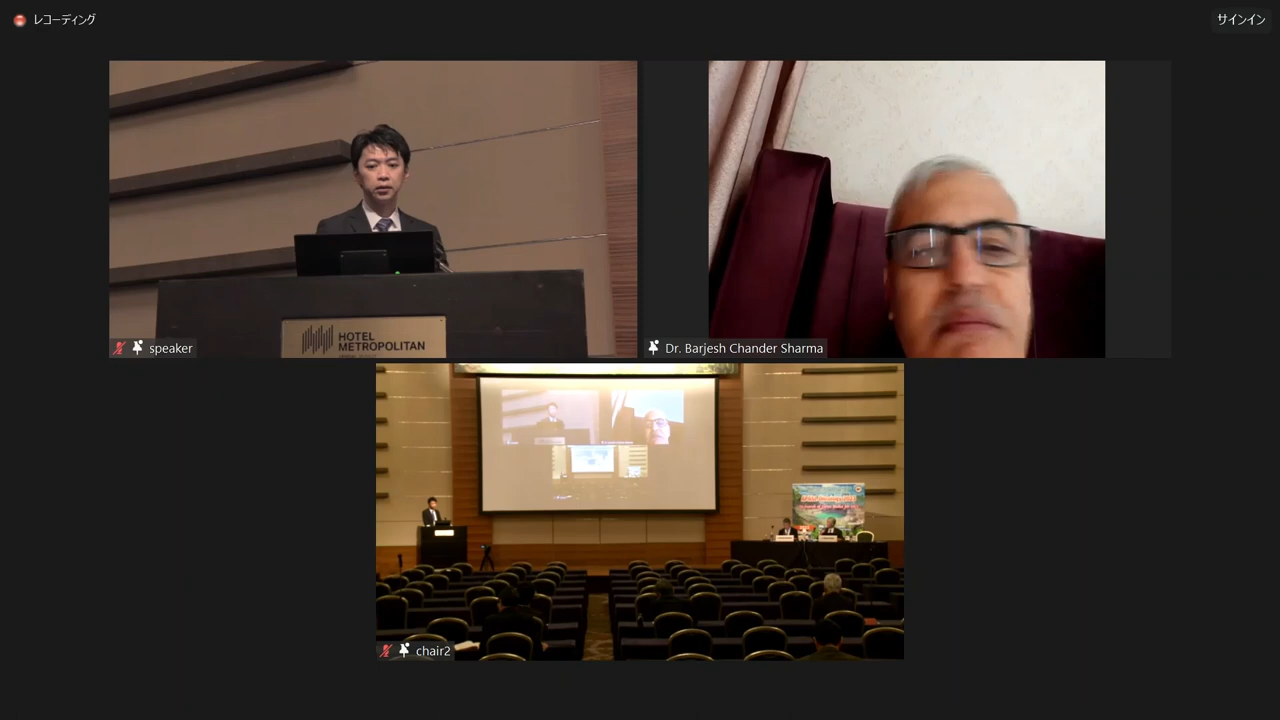 レコーディング
サインイン
HOTEL
METROPOLITAN
speaker
Dr. Barjesh Chander Sharma
chair2